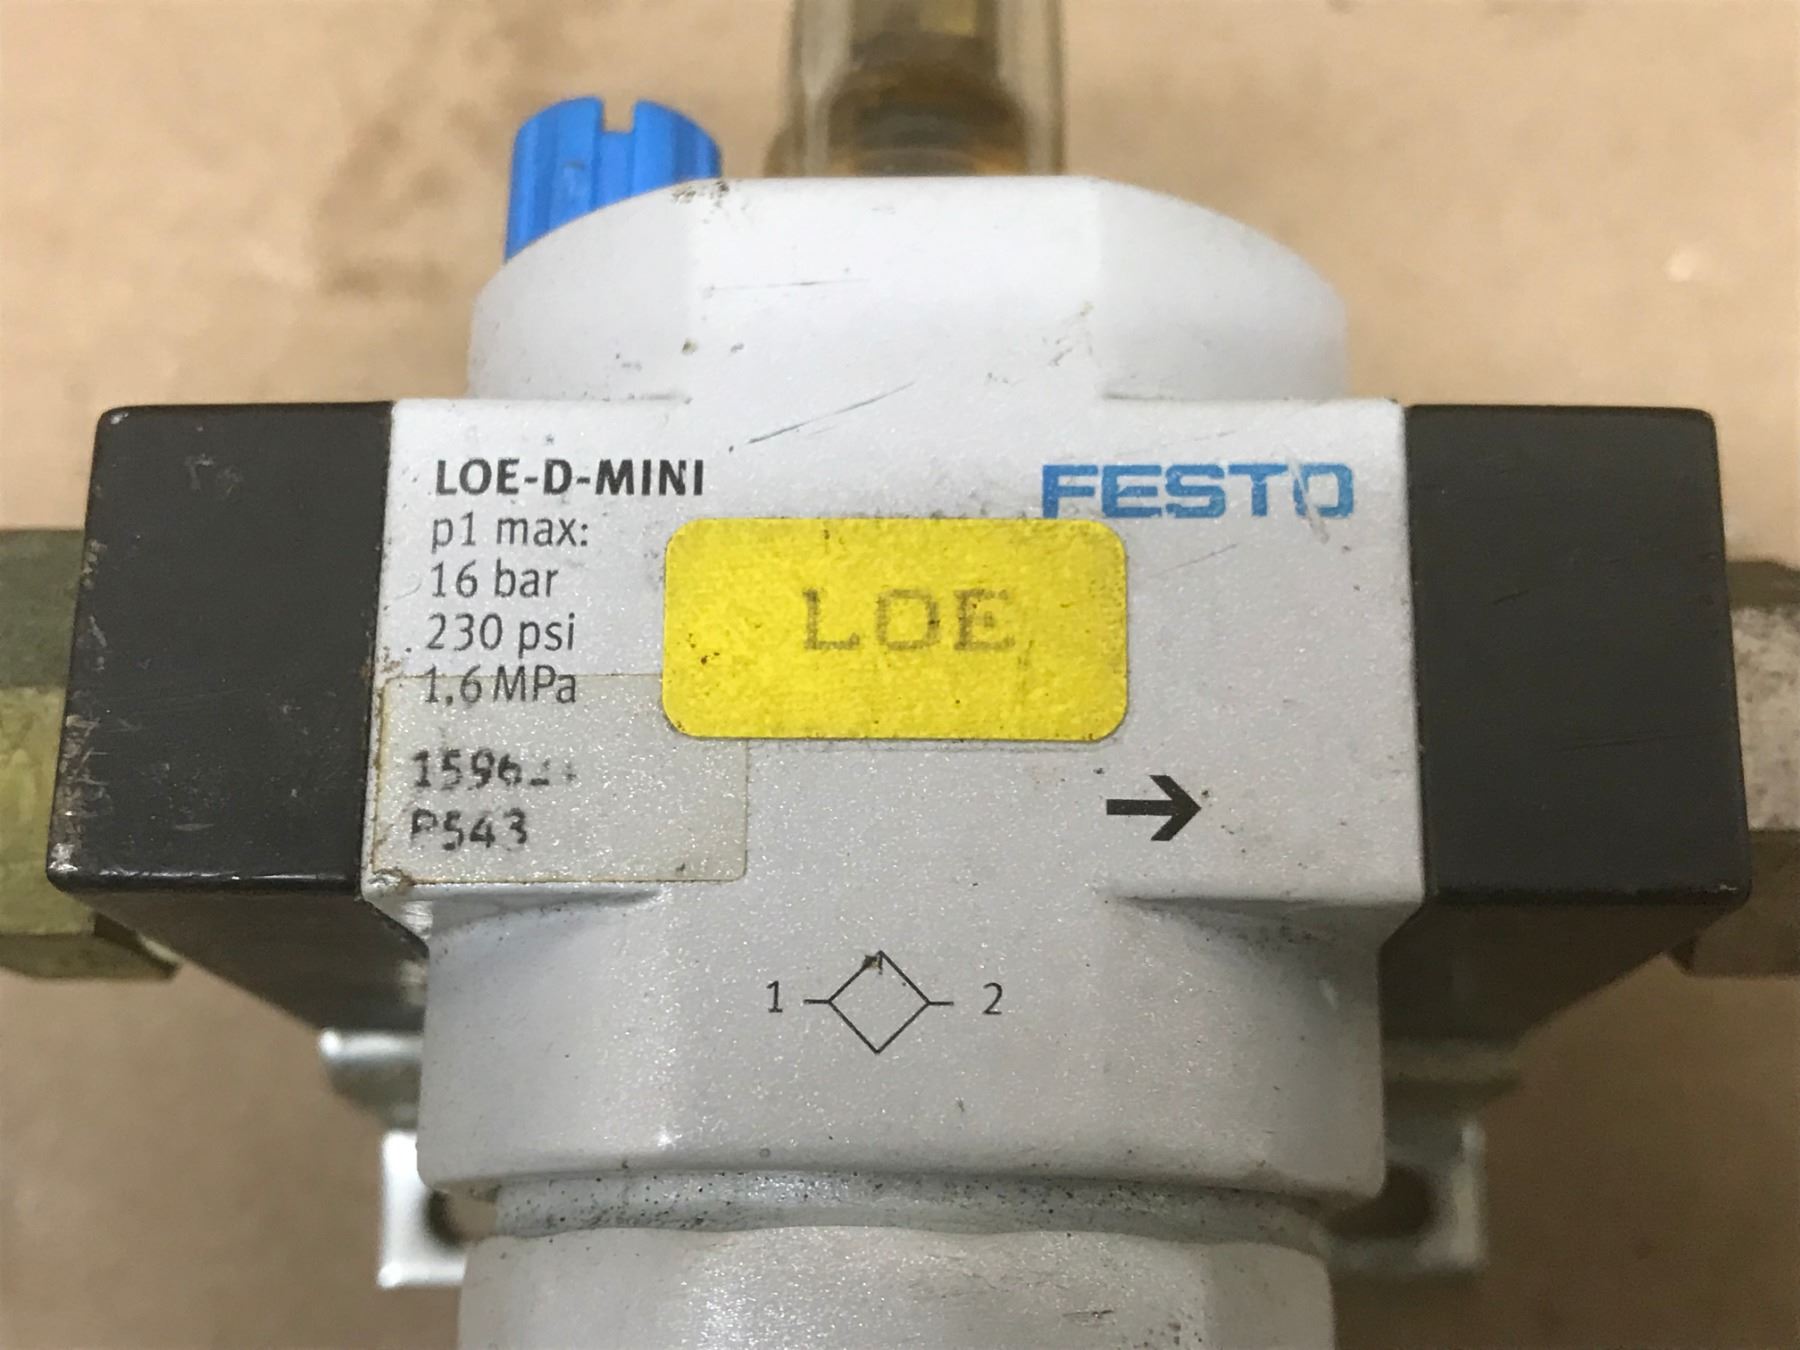 LOE-D-MINI
p1 max:
16 bar
230 psi
1,6 MPa
FESTO
LOE
P543
1 2